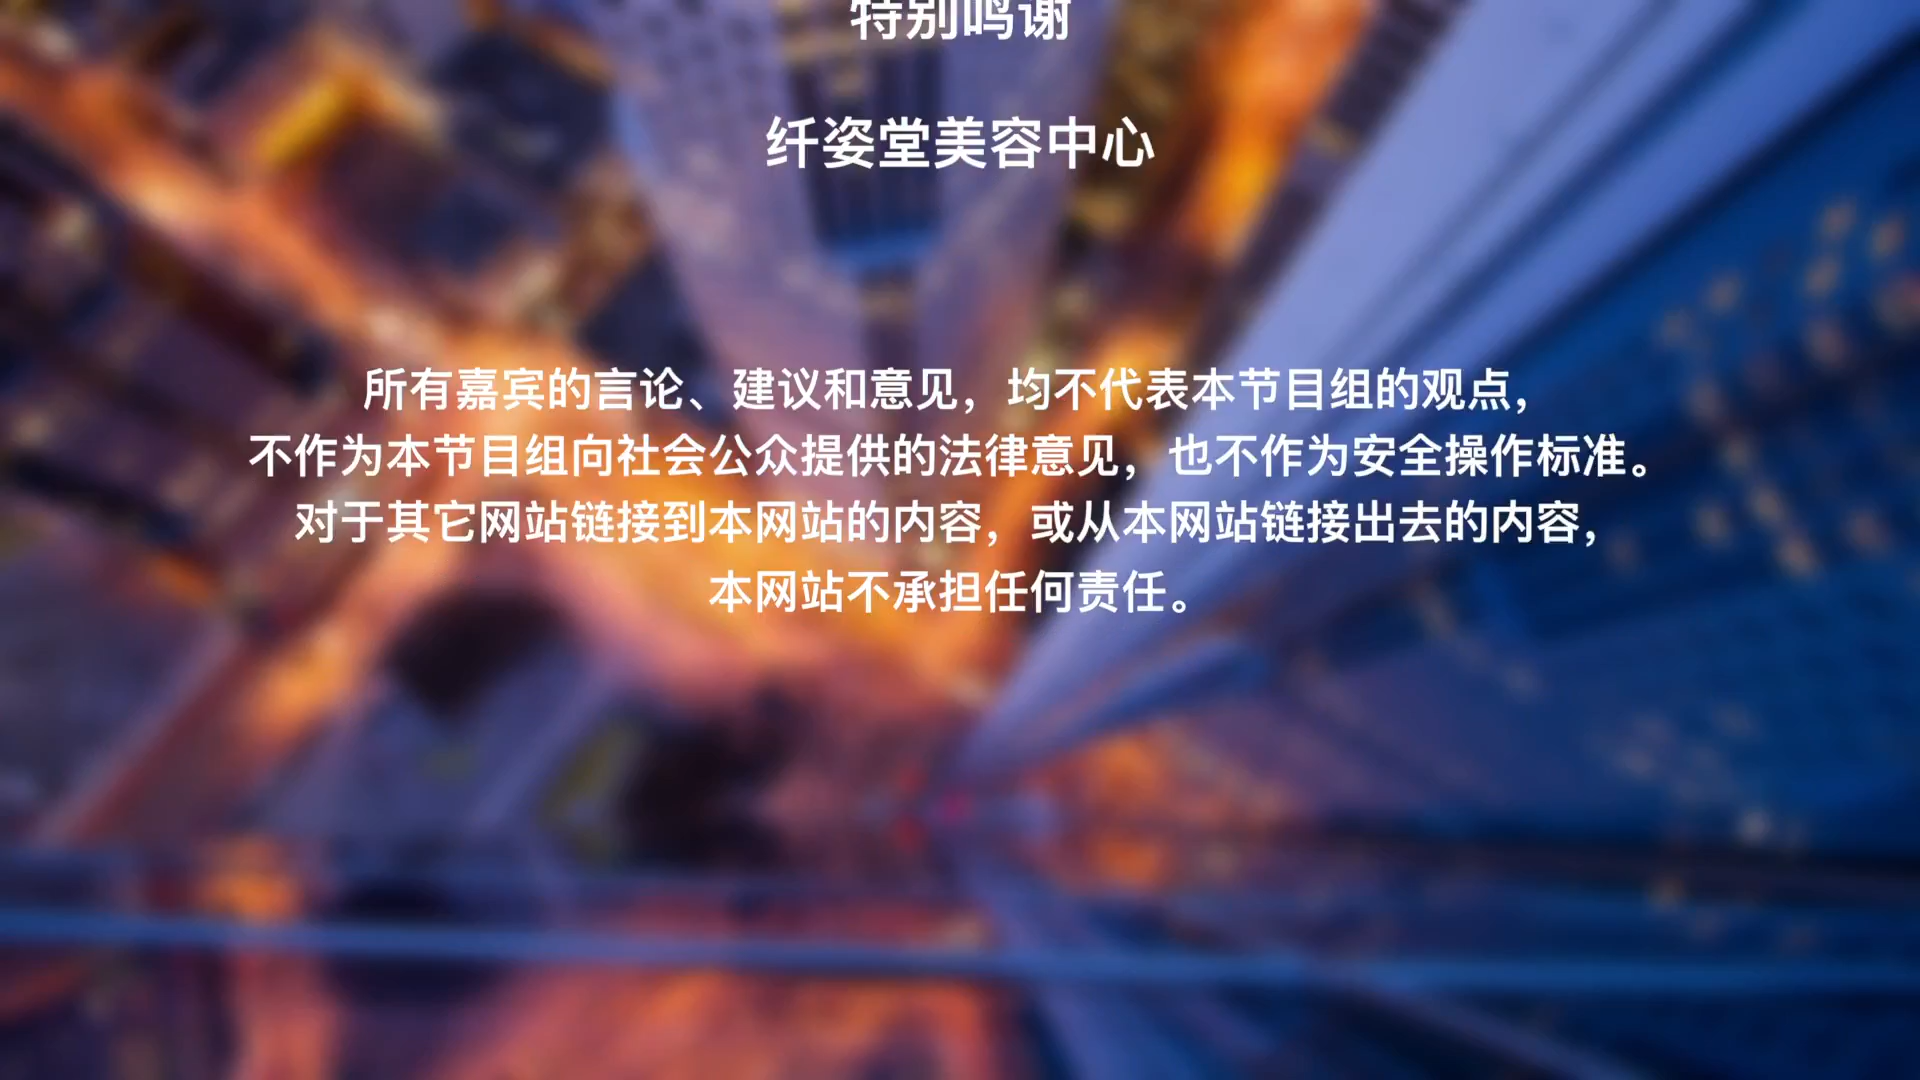 特别鸣谢
纤姿堂美容中心
所有嘉宾的言论、建议和意见，均不代表本节目组的观点，
不作为本节目组向社会公众提供的法律意见，也不作为安全操作标准。
对于其它网站链接到本网站的内容，或从本网站链接出去的内容，
本网站不承担任何责任。